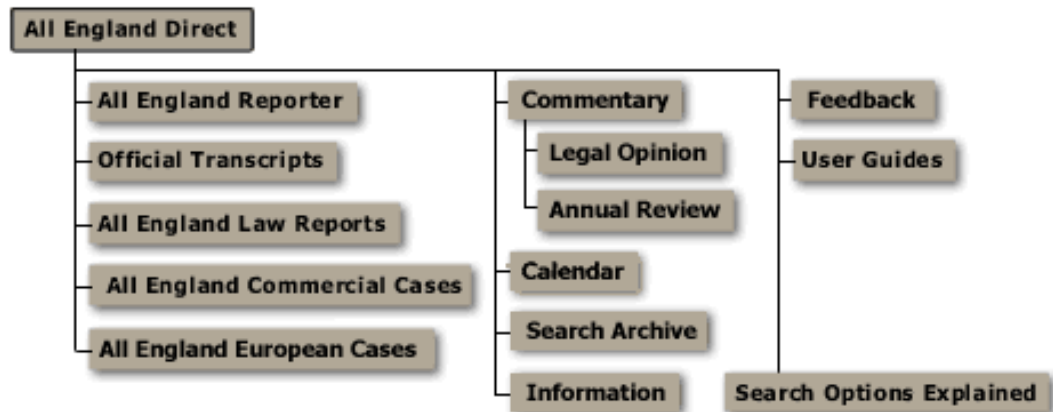 All England Direct
All England Reporter
Official Transcripts
All England Law Reports
All England Commercial Cases
All England European Cases
Commentary
Legal Opinion
Annual Review
Calendar
Search Archive
Information
Feedback
User Guides
Search Options Explained